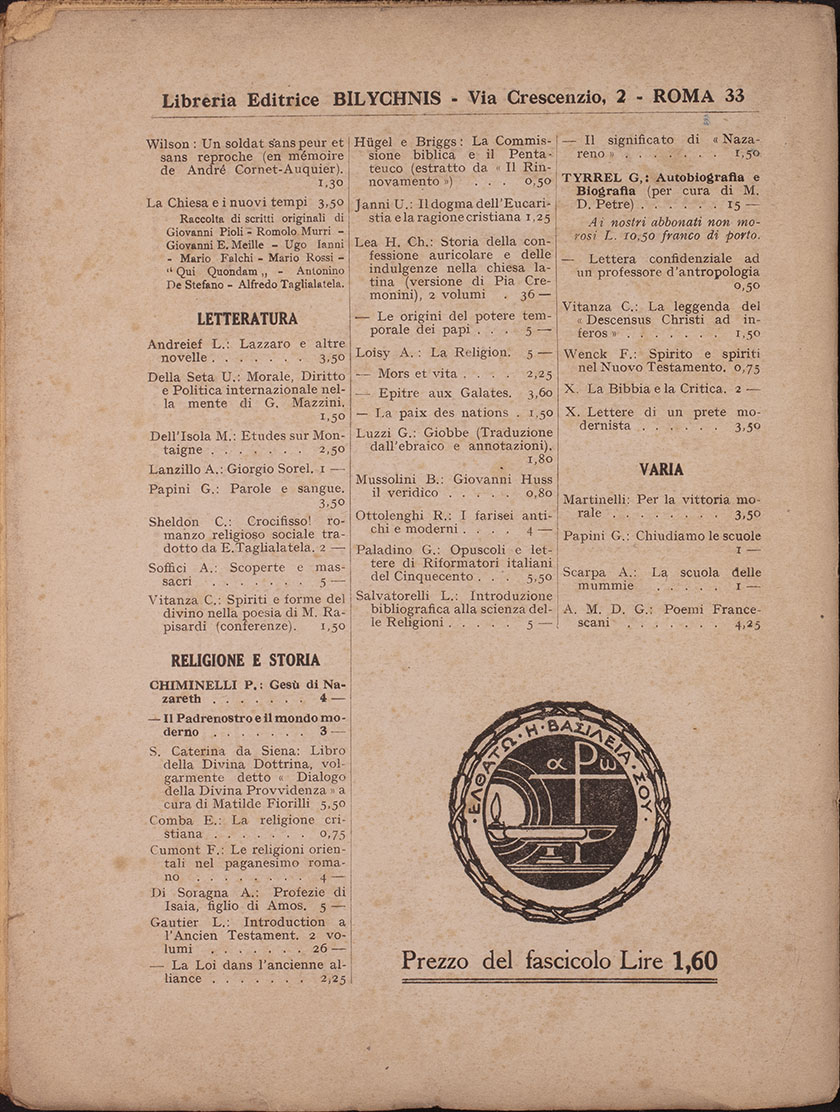 Libreria Editrice BILYCHNIS - Via Crescenzio, 2 - ROMA 33
Wilson : Un soldat sans peur et
sans reproche (en mémoire
de André Cornet-Auquier).
1,30
La Chiesa e i nuovi tempi 3,50
Raccolta di scritti originali di
Giovanni Pioli - Romolo Murri -
Giovanni E. Meille - Ugo Janni
- Mario Falchi - Mario Rossi -
“ Qui Quondam „ - Antonino
De Stefano - Alfredo Taglialatela.
LETTERATURA
Andreief L.: Lazzaro e altre
novelle . . . . . . . 3,50
Della Seta U.: Morale, Diritto
e Politica internazionale nel-
la mente di G. Mazzini.
1,50
Dell'Isola M.: Etudes sur Mon-
taigne . . . . . . . 2,50
Lanzillo A.: Giorgio Sorel. 1 —
Papini G.: Parole e sangue.
3,50
Sheldon C.: Crocifisso! ro-
manzo religioso sociale tra-
dotto da E. Taglialatela. 2 —
Soffici A.: Scoperte e mas-
sacri . . . . . . . 5 —
Vitanza C.: Spiriti e forme del
divino nella poesia di M. Ra-
pisardi (conferenze). 1,50
RELIGIONE E STORIA
CHIMINELLI P.: Gesù di Na-
zareth . . . . . . . 4 —
— Il Padrenostro e il mondo mo-
derno . . . . . . . 3 —
S. Caterina da Siena: Libro
della Divina Dottrina, vol-
garmente detto « Dialogo
della Divina Provvidenza » a
cura di Matilde Fiorilli 5,50
Comba E.: La religione cri-
stiana . . . . . . . 0,75
Cumont F.: Le religioni orien-
tali nel paganesimo roma-
no . . . . . . . . 4 —
Di Soragna A.: Profezie di
Isaia, figlio di Amos. 5 —
Gautier L.: Introduction a
l'Ancien Testament. 2 vo-
lumi . . . . . . . 26 —
— La Loi dans l'ancienne al-
liance . . . . . . . 2,25
Hügel e Briggs : La Commis-
sione biblica e il Penta-
teuco (estratto da « Il Rin-
novamento ») . . . 0,50
Janni U.: Il dogma dell'Eucari-
stia e la ragione cristiana 1,25
Lea H. Ch.: Storia della con-
fessione auricolare e delle
indulgenze nella chiesa la-
tina (versione di Pia Cre-
monini), 2 volumi . 36 —
— Le origini del potere tem-
porale dei papi . . . 5 —
Loisy A. : La Religion. 5 —
— Mors et vita . . . . 2,25
— Epitre aux Galates. 3,60
— La paix des nations . 1,50
Luzzi G.: Giobbe (Traduzione
dall'ebraico e annotazioni).
1,80
Mussolini B.: Giovanni Huss
il veridico . . . . . 0,80
Ottolenghi R.: I farisei anti-
chi e moderni . . . . 4 —
Paladino G.: Opuscoli e let-
tere di Riformatori italiani
del Cinquecento . . . 5,50
Salvatorelli L.: Introduzione
bibliografica alla scienza del-
le Religioni . . . . . 5 —
— Il significato di « Naza-
reno » . . . . . . . 1,50
TYRREL G.: Autobiografia e
Biografia (per cura di M.
D. Petre) . . . . . . 15 —
Ai nostri abbonati non mo-
rosi L. 10,50 franco di porto.
— Lettera confidenziale ad
un professore d'antropologia
0,50
Vitanza C.: La leggenda del
« Descensus Christi ad in-
feros » . . . . . . . 1,50
Wenck F.: Spirito e spiriti
nel Nuovo Testamento. 0,75
X. La Bibbia e la Critica. 2 —
X. Lettere di un prete mo-
dernista . . . . . . 3,50
VARIA
Martinelli: Per la vittoria mo-
rale . . . . . . . . 3,50
Papini G.: Chiudiamo le scuole
1 —
Scarpa A.: La scuola delle
mummie . . . . . 1 —
A. M. D. G.: Poemi France-
scani . . . . . . . 4,25
· ΕΛΘΑΤΩ · Η · ΒΑΣΙΛΕΙΑ · ΣΟΥ ·
α Ρ ω
Prezzo del fascicolo Lire 1,60